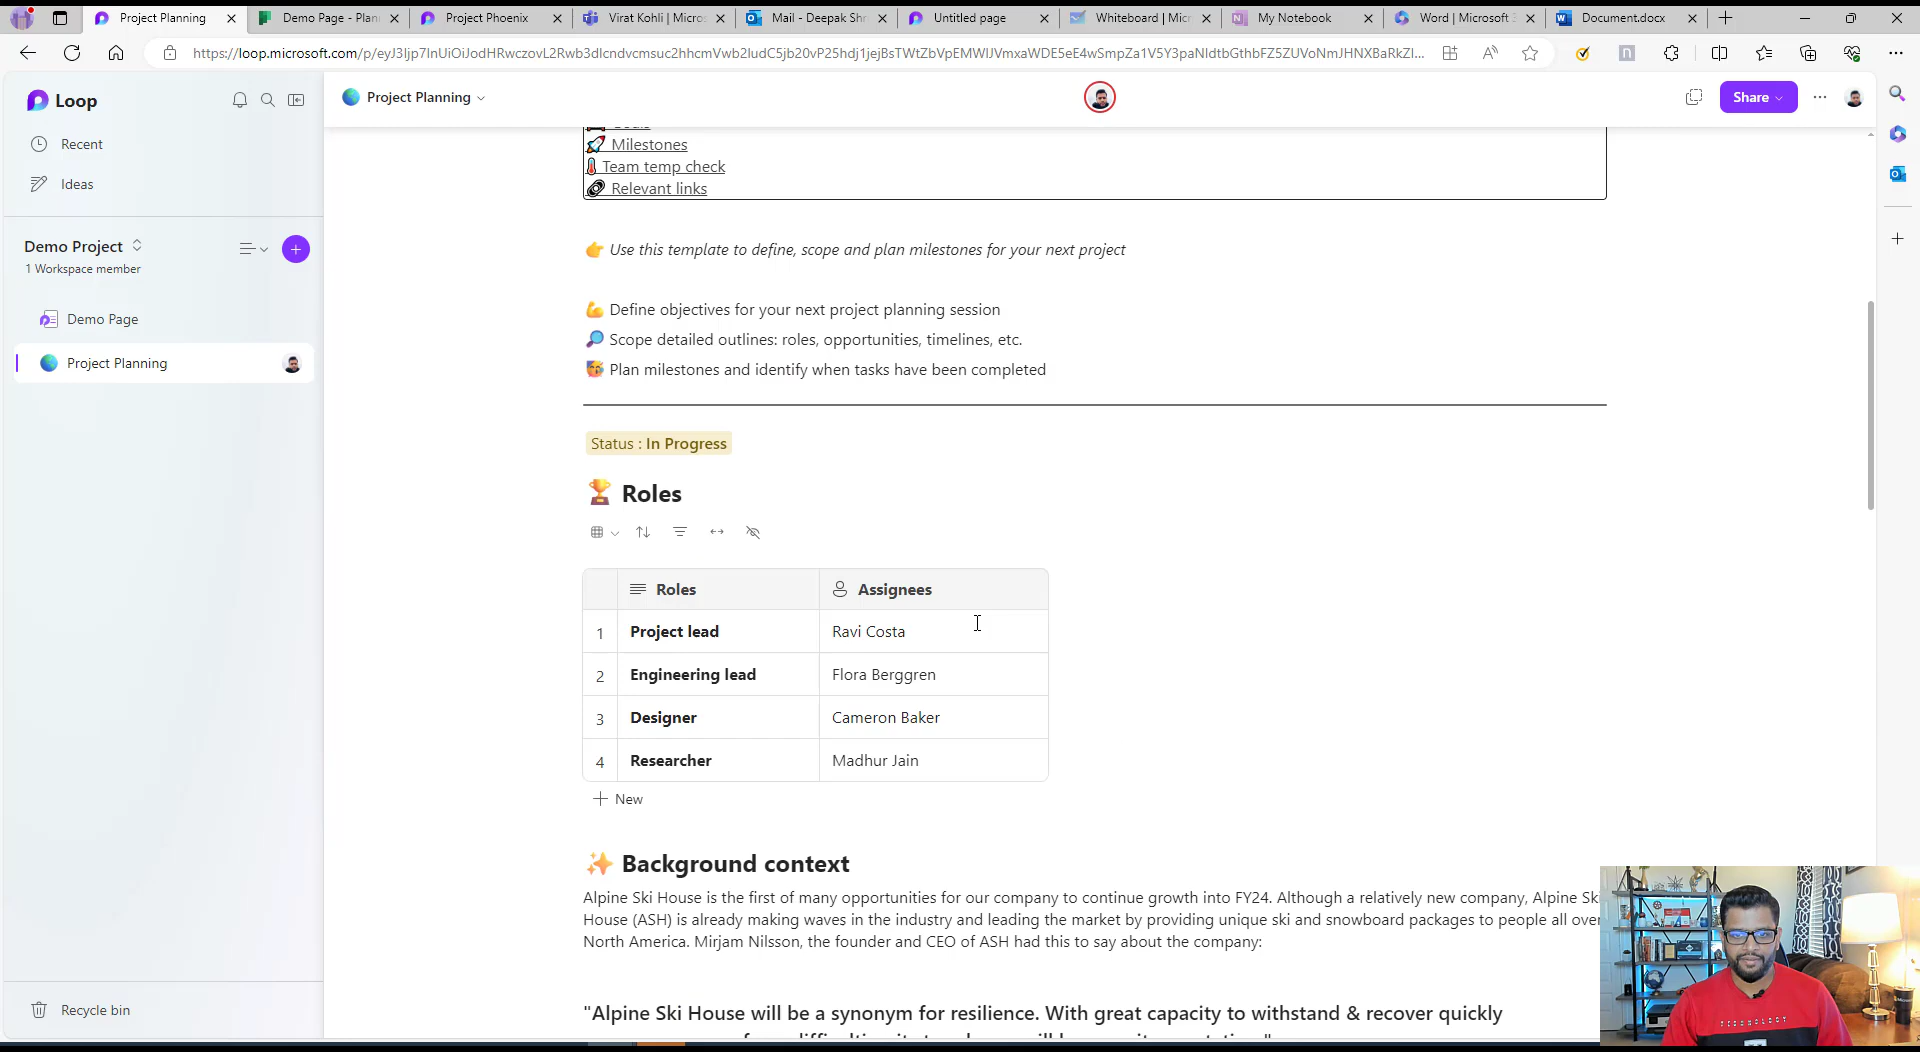 Project Planning
Demo Page - Plan
Project Phoenix
Virat Kohli | Micros
Mail - Deepak Shr
Untitled page
Whiteboard | Mic
My Notebook
Word | Microsoft 3
Document.docx
Loop
Project Planning
Share
Recent
Ideas
Demo Project
1 Workspace member
Demo Page
Project Planning
Recycle bin
Goals
Milestones
Team temp check
Relevant links
Use this template to define, scope and plan milestones for your next project
Define objectives for your next project planning session
Scope detailed outlines: roles, opportunities, timelines, etc.
Plan milestones and identify when tasks have been completed
Status : In Progress
Roles
Roles Assignees
1 Project lead Ravi Costa
2 Engineering lead Flora Berggren
3 Designer Cameron Baker
4 Researcher Madhur Jain
New
Background context
Alpine Ski House is the first of many opportunities for our company to continue growth into FY24. Although a relatively new company, Alpine Ski
House (ASH) is already making waves in the industry and leading the market by providing unique ski and snowboard packages to people all over
North America. Mirjam Nilsson, the founder and CEO of ASH had this to say about the company:
"Alpine Ski House will be a synonym for resilience. With great capacity to withstand & recover quickly